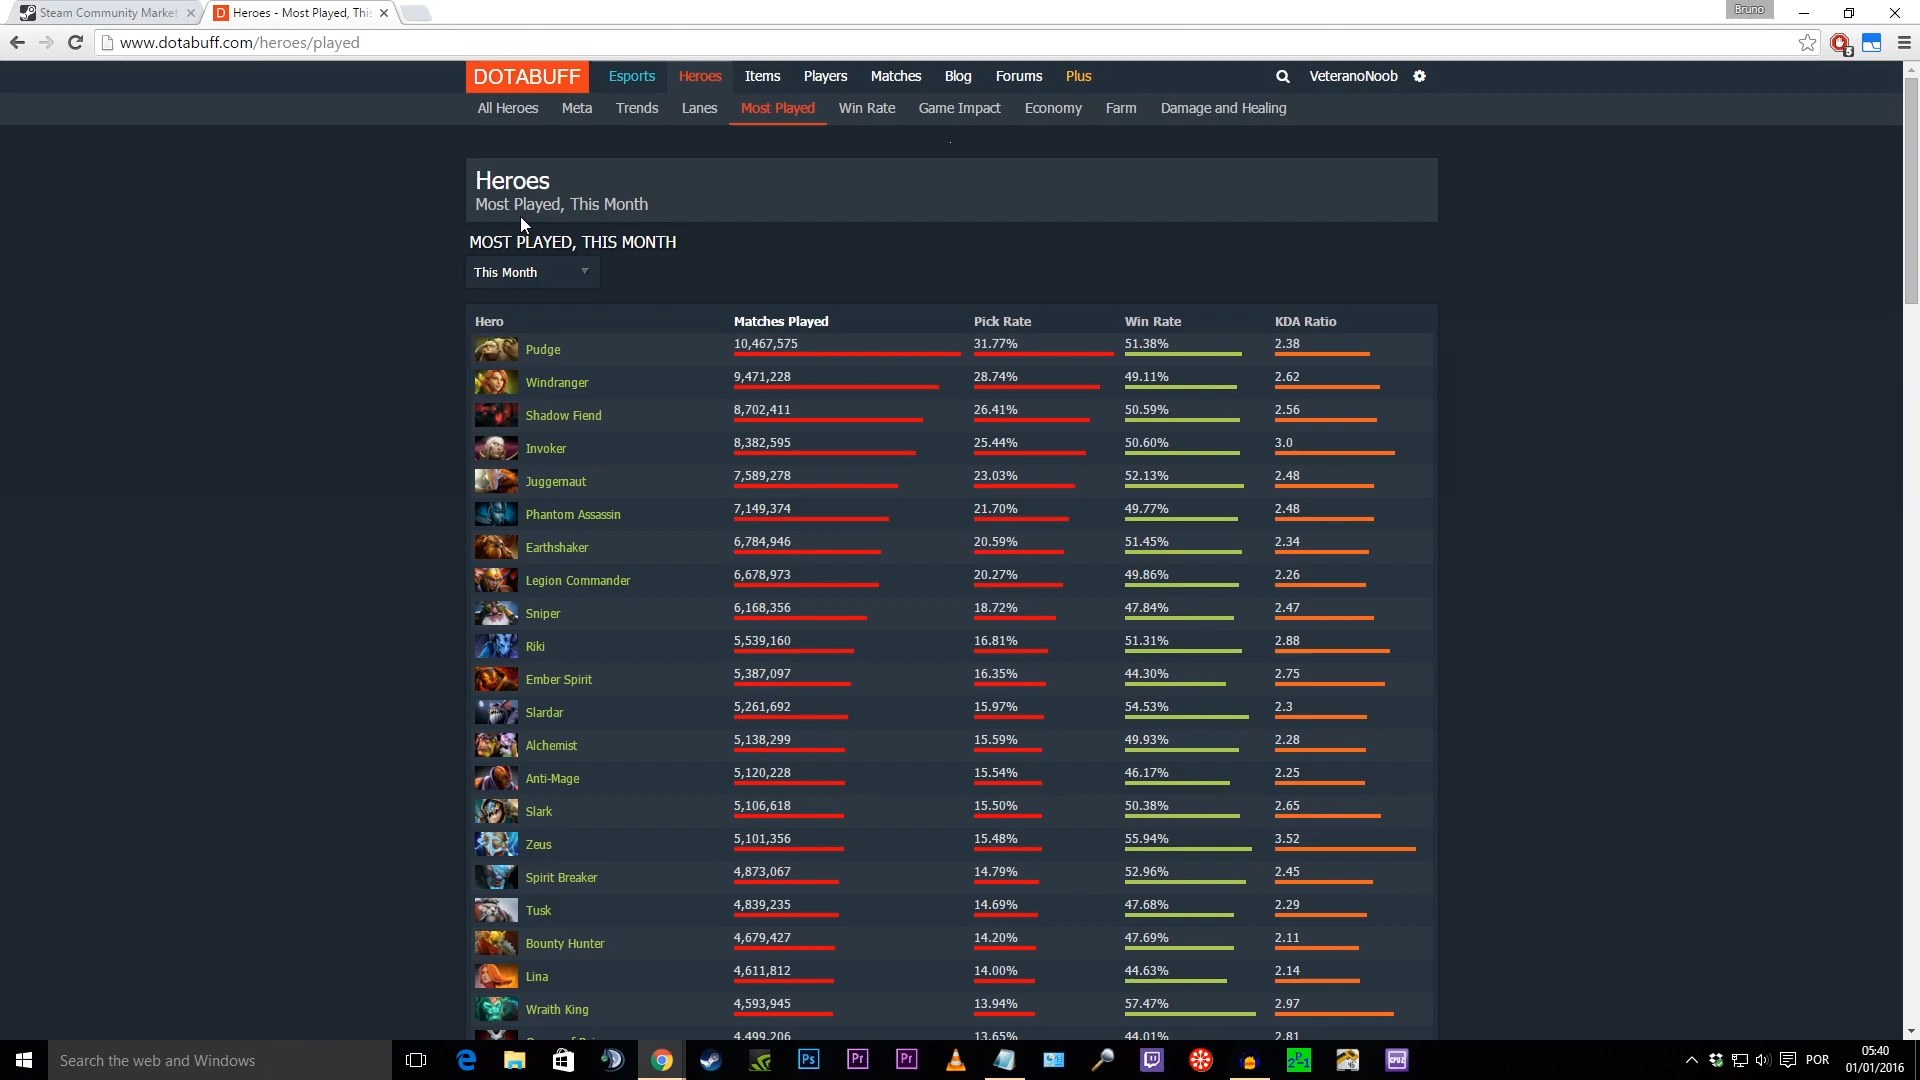 Steam Community Market
Heroes - Most Played, This
Bruno
www.dotabuff.com/heroes/played
DOTABUFF Esports Heroes Items Players Matches Blog Forums Plus VeteranoNoob
All Heroes Meta Trends Lanes Most Played Win Rate Game Impact Economy Farm Damage and Healing
Heroes
Most Played, This Month
MOST PLAYED, THIS MONTH
This Month
Hero Matches Played Pick Rate Win Rate KDA Ratio
Pudge 10,467,575 31.77% 51.38% 2.38
Windranger 9,471,228 28.74% 49.11% 2.62
Shadow Fiend 8,702,411 26.41% 50.59% 2.56
Invoker 8,382,595 25.44% 50.60% 3.0
Juggernaut 7,589,278 23.03% 52.13% 2.48
Phantom Assassin 7,149,374 21.70% 49.77% 2.48
Earthshaker 6,784,946 20.59% 51.45% 2.34
Legion Commander 6,678,973 20.27% 49.86% 2.26
Sniper 6,168,356 18.72% 47.84% 2.47
Riki 5,539,160 16.81% 51.31% 2.88
Ember Spirit 5,387,097 16.35% 44.30% 2.75
Slardar 5,261,692 15.97% 54.53% 2.3
Alchemist 5,138,299 15.59% 49.93% 2.28
Anti-Mage 5,120,228 15.54% 46.17% 2.25
Slark 5,106,618 15.50% 50.38% 2.65
Zeus 5,101,356 15.48% 55.94% 3.52
Spirit Breaker 4,873,067 14.79% 52.96% 2.45
Tusk 4,839,235 14.69% 47.68% 2.29
Bounty Hunter 4,679,427 14.20% 47.69% 2.11
Lina 4,611,812 14.00% 44.63% 2.14
Wraith King 4,593,945 13.94% 57.47% 2.97
4,499,206 13.65% 44.01% 2.81
Search the web and Windows
Ps Pr Pr
POR
05:40
01/01/2016